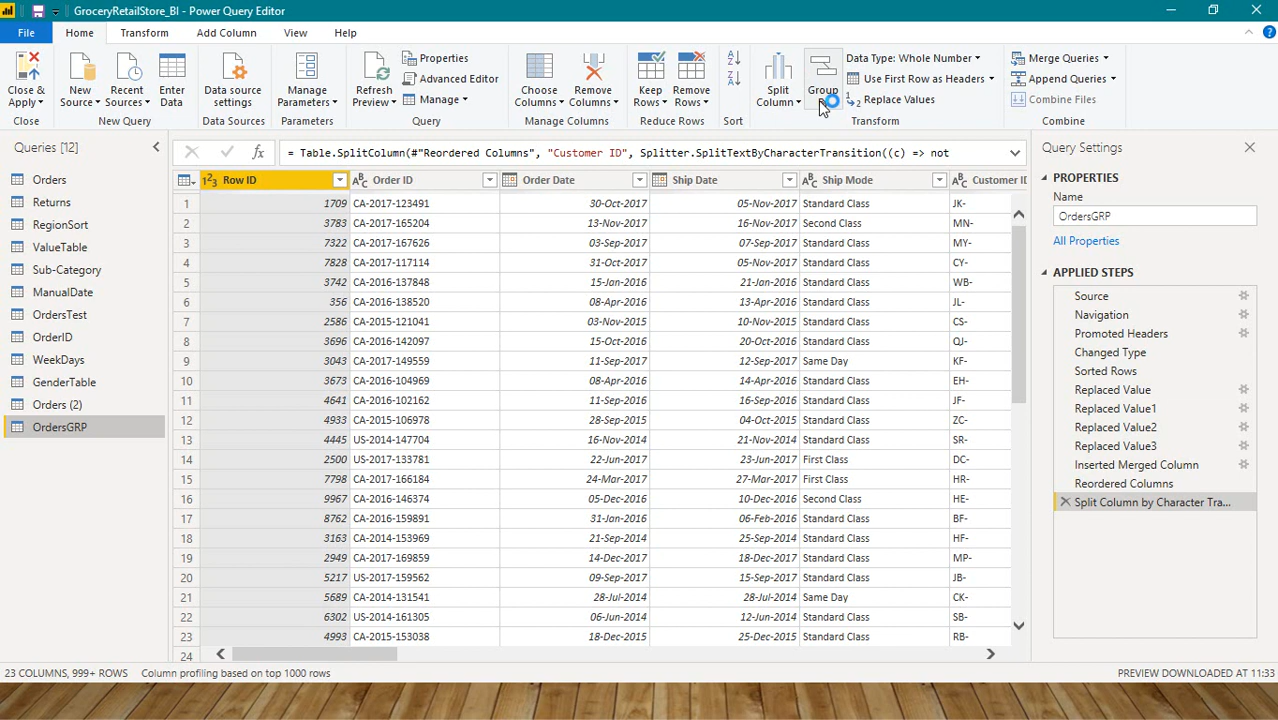 GroceryRetailStore_BI - Power Query Editor
File Home Transform Add Column View Help
Close & Apply
New Source
Recent Sources
Enter Data
Data source settings
Manage Parameters
Refresh Preview
Properties
Advanced Editor
Manage
Choose Columns
Remove Columns
Keep Rows
Remove Rows
Split Column
Group
Data Type: Whole Number
Use First Row as Headers
Replace Values
Merge Queries
Append Queries
Combine Files
Close New Query Data Sources Parameters Query Manage Columns Reduce Rows Sort Transform Combine
Queries [12]
Orders
Returns
RegionSort
ValueTable
Sub-Category
ManualDate
OrdersTest
OrderID
WeekDays
GenderTable
Orders (2)
OrdersGRP
= Table.SplitColumn(#"Reordered Columns", "Customer ID", Splitter.SplitTextByCharacterTransition((c) => not
Row ID Order ID Order Date Ship Date Ship Mode Customer ID
1 1709 CA-2017-123491 30-Oct-2017 05-Nov-2017 Standard Class JK-
2 3783 CA-2017-165204 13-Nov-2017 16-Nov-2017 Second Class MN-
3 7322 CA-2017-167626 03-Sep-2017 07-Sep-2017 Standard Class MY-
4 7828 CA-2017-117114 31-Oct-2017 05-Nov-2017 Standard Class CY-
5 3742 CA-2016-137848 15-Jan-2016 21-Jan-2016 Standard Class WB-
6 356 CA-2016-138520 08-Apr-2016 13-Apr-2016 Standard Class JL-
7 2586 CA-2015-121041 03-Nov-2015 10-Nov-2015 Standard Class CS-
8 3696 CA-2016-142097 15-Oct-2016 20-Oct-2016 Standard Class QJ-
9 3043 CA-2017-149559 11-Sep-2017 12-Sep-2017 Same Day KF-
10 3673 CA-2016-104969 08-Apr-2016 14-Apr-2016 Standard Class EH-
11 4641 CA-2016-102162 11-Sep-2016 16-Sep-2016 Standard Class JF-
12 4933 CA-2015-106978 28-Sep-2015 04-Oct-2015 Standard Class ZC-
13 4445 US-2014-147704 16-Nov-2014 21-Nov-2014 Standard Class SR-
14 2500 US-2017-133781 22-Jun-2017 23-Jun-2017 First Class DC-
15 7798 CA-2017-166184 24-Mar-2017 27-Mar-2017 First Class HR-
16 9967 CA-2016-146374 05-Dec-2016 10-Dec-2016 Second Class HE-
17 8762 CA-2016-159891 31-Jan-2016 06-Feb-2016 Standard Class BF-
18 3163 CA-2014-153969 21-Sep-2014 25-Sep-2014 Standard Class HF-
19 2949 CA-2017-169859 14-Dec-2017 18-Dec-2017 Standard Class MP-
20 5217 US-2017-159562 09-Sep-2017 15-Sep-2017 Standard Class JB-
21 5689 CA-2014-131541 28-Jul-2014 28-Jul-2014 Same Day CK-
22 6302 US-2014-161305 06-Jun-2014 12-Jun-2014 Standard Class SB-
23 4993 CA-2015-153038 18-Dec-2015 25-Dec-2015 Standard Class RB-
24
Query Settings
PROPERTIES
Name
OrdersGRP
All Properties
APPLIED STEPS
Source
Navigation
Promoted Headers
Changed Type
Sorted Rows
Replaced Value
Replaced Value1
Replaced Value2
Replaced Value3
Inserted Merged Column
Reordered Columns
Split Column by Character Tra...
23 COLUMNS, 999+ ROWS Column profiling based on top 1000 rows PREVIEW DOWNLOADED AT 11:33